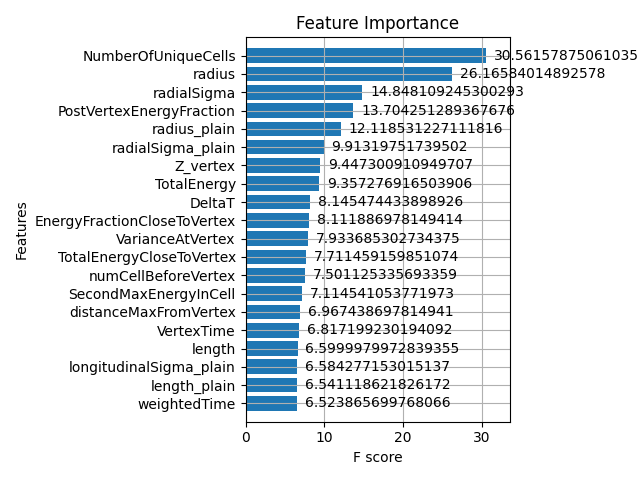 Feature Importance
NumberOfUniqueCells 30.56157875061035
radius 26.16584014892578
radialSigma 14.848109245300293
PostVertexEnergyFraction 13.704251289367676
radius_plain 12.118531227111816
radialSigma_plain 9.91319751739502
Z_vertex 9.447300910949707
TotalEnergy 9.357276916503906
DeltaT 8.145474433898926
EnergyFractionCloseToVertex 8.111886978149414
VarianceAtVertex 7.933685302734375
TotalEnergyCloseToVertex 7.711459159851074
numCellBeforeVertex 7.501125335693359
SecondMaxEnergyInCell 7.114541053771973
distanceMaxFromVertex 6.967438697814941
VertexTime 6.817199230194092
length 6.5999979972839355
longitudinalSigma_plain 6.584277153015137
length_plain 6.541118621826172
weightedTime 6.523865699768066
0 10 20 30
F score
Features